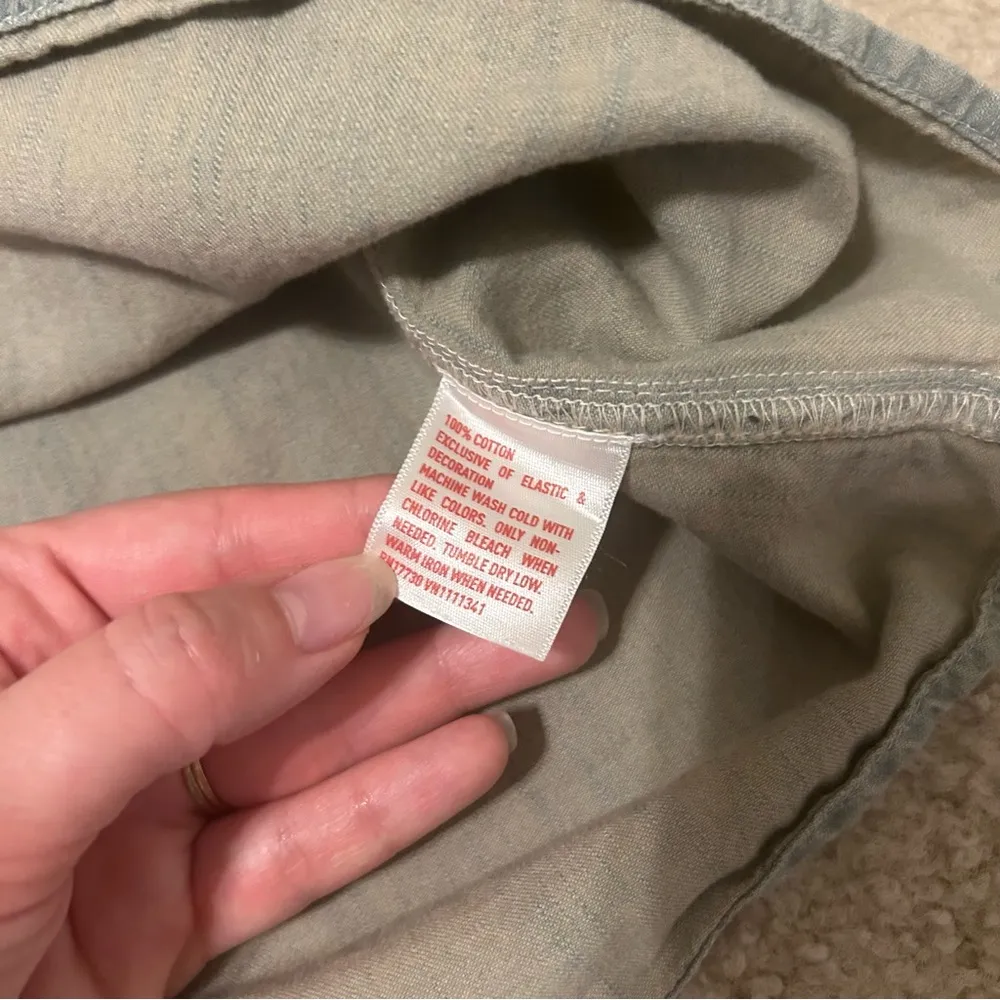 100% COTTON
EXCLUSIVE OF ELASTIC &
DECORATION
MACHINE WASH COLD WITH
LIKE COLORS. ONLY NON-
CHLORINE BLEACH WHEN
NEEDED. TUMBLE DRY LOW.
WARM IRON WHEN NEEDED.
RN17730 VN1111341